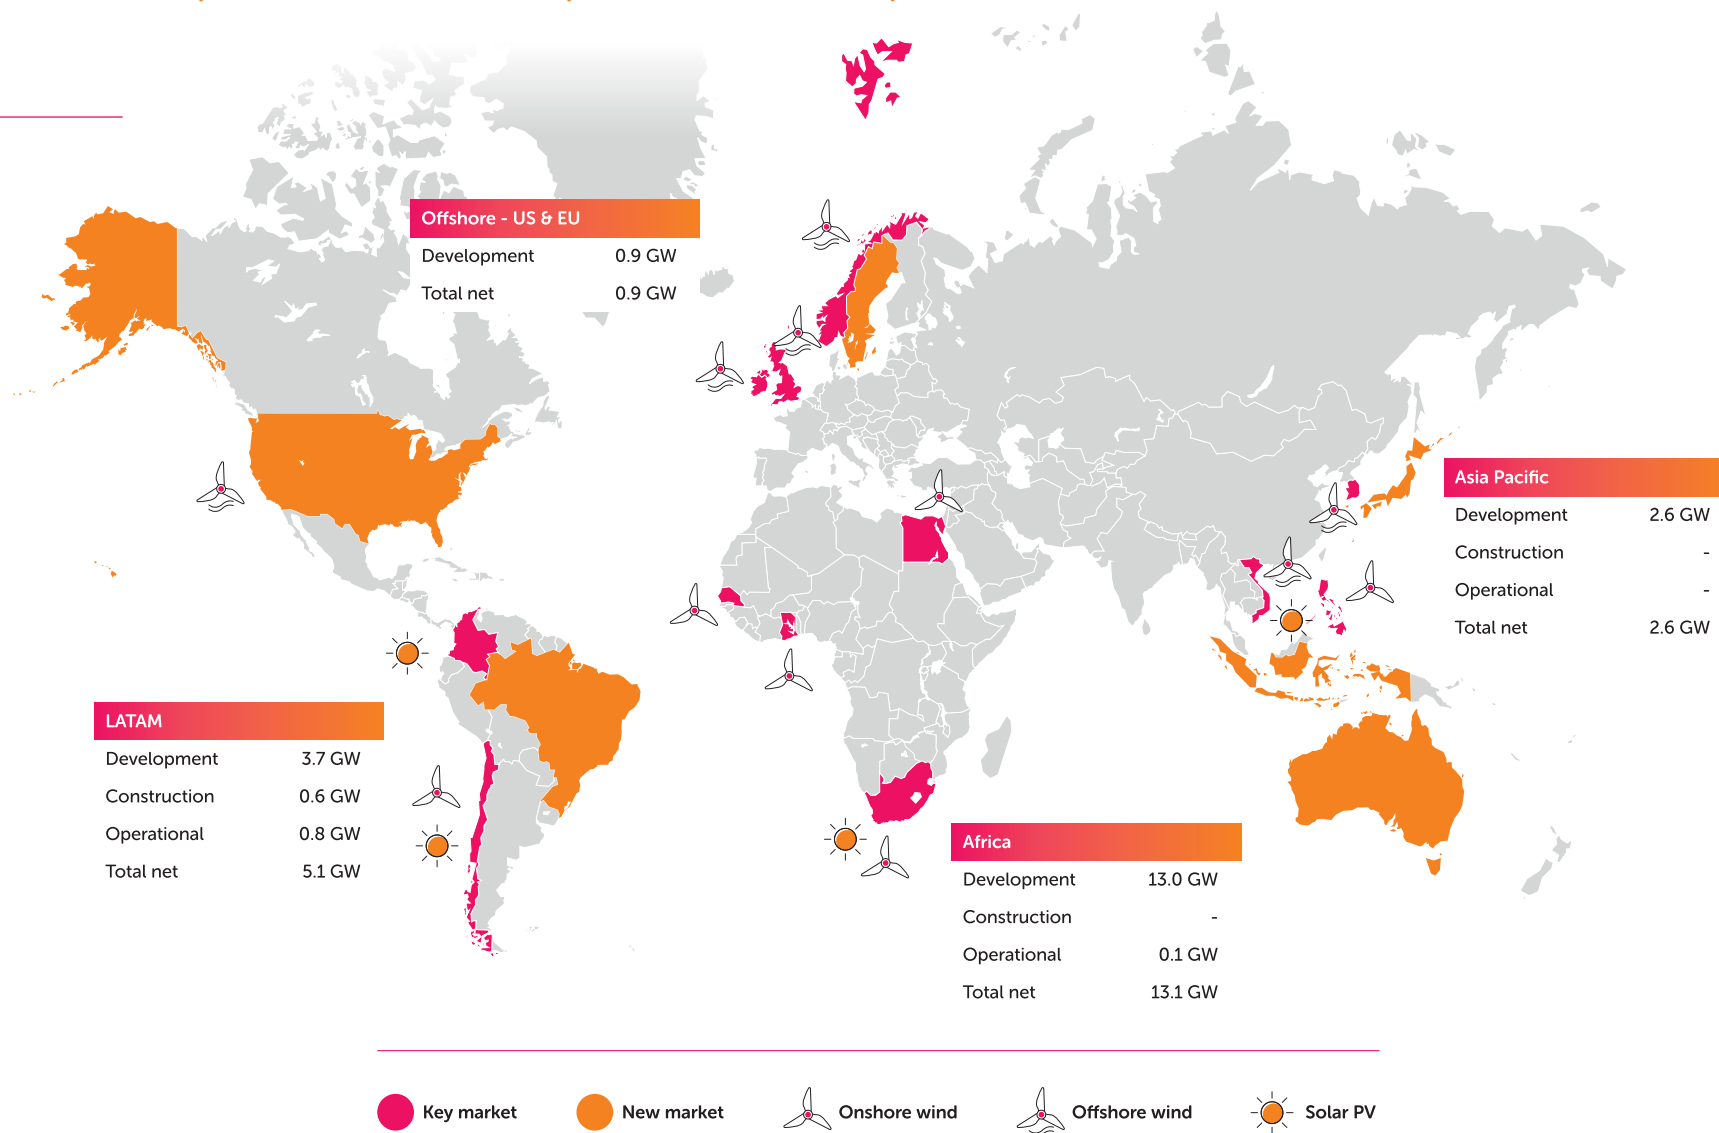 Offshore - US & EU
Development 0.9 GW
Total net 0.9 GW
Asia Pacific
Development 2.6 GW
Construction -
Operational -
Total net 2.6 GW
LATAM
Development 3.7 GW
Construction 0.6 GW
Operational 0.8 GW
Total net 5.1 GW
Africa
Development 13.0 GW
Construction -
Operational 0.1 GW
Total net 13.1 GW
Key market New market Onshore wind Offshore wind Solar PV